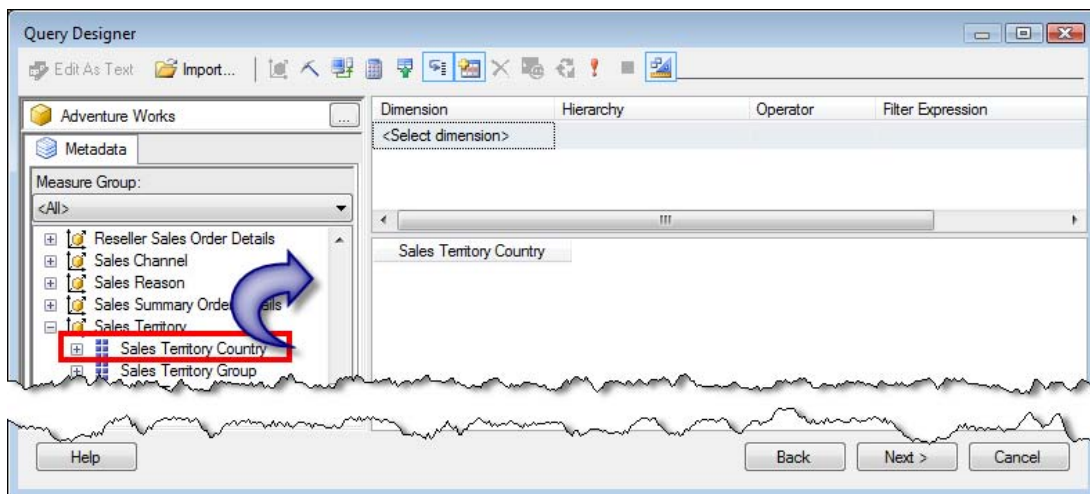 Query Designer
Edit As Text Import...
Adventure Works ...
Metadata
Measure Group:
<All>
Reseller Sales Order Details
Sales Channel
Sales Reason
Sales Summary Order
Sales Territory
Sales Territory Country
Sales Territory Group
Dimension Hierarchy Operator Filter Expression
<Select dimension>
Sales Territory Country
Help Back Next > Cancel